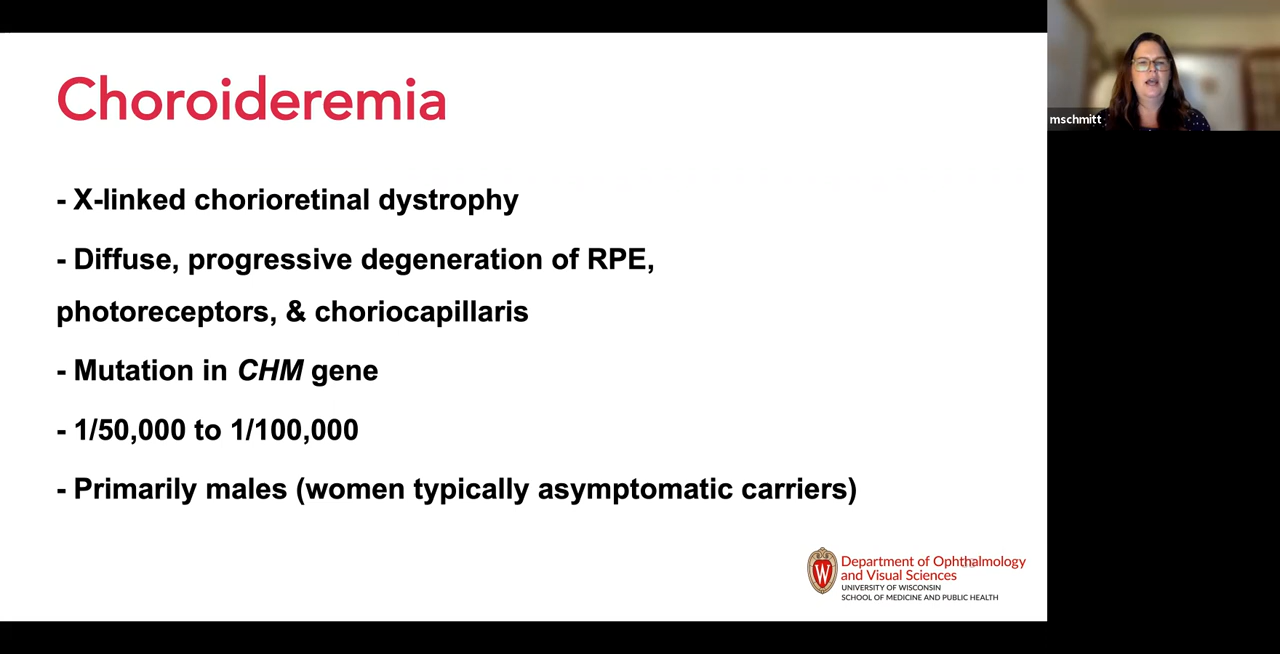 Choroideremia
- X-linked chorioretinal dystrophy
- Diffuse, progressive degeneration of RPE,
photoreceptors, & choriocapillaris
- Mutation in CHM gene
- 1/50,000 to 1/100,000
- Primarily males (women typically asymptomatic carriers)
W
Department of Ophthalmology
and Visual Sciences
UNIVERSITY OF WISCONSIN
SCHOOL OF MEDICINE AND PUBLIC HEALTH
mschmitt